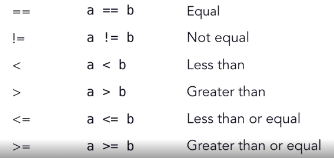 == a == b Equal
!= a != b Not equal
< a < b Less than
> a > b Greater than
<= a <= b Less than or equal
>= a >= b Greater than or equal